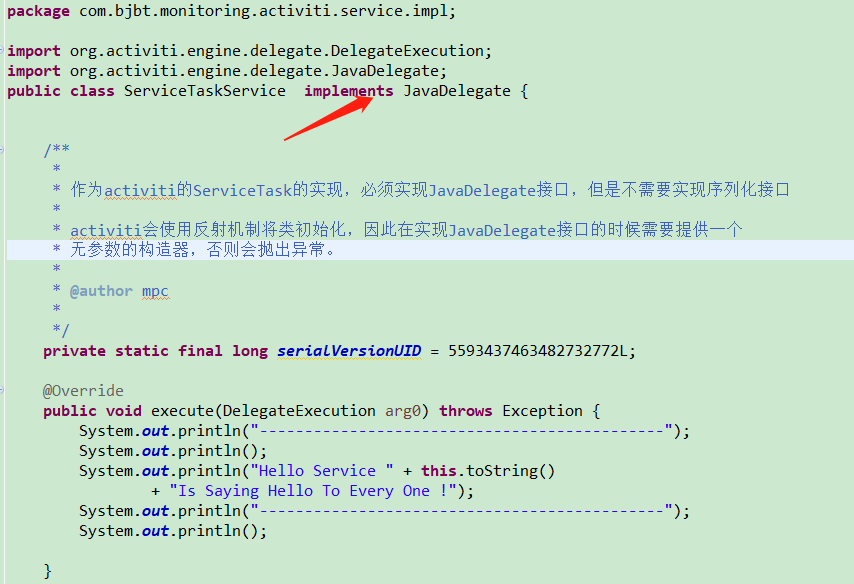 package com.bjbt.monitoring.activiti.service.impl;
import org.activiti.engine.delegate.DelegateExecution;
import org.activiti.engine.delegate.JavaDelegate;
public class ServiceTaskService  implements JavaDelegate {
/**
*
* 作为activiti的ServiceTask的实现，必须实现JavaDelegate接口，但是不需要实现序列化接口
*
* activiti会使用反射机制将类初始化，因此在实现JavaDelegate接口的时候需要提供一个
* 无参数的构造器，否则会抛出异常。
*
* @author mpc
*
*/
private static final long serialVersionUID = 5593437463482732772L;
@Override
public void execute(DelegateExecution arg0) throws Exception {
System.out.println("---------------------------------------------");
System.out.println();
System.out.println("Hello Service " + this.toString()
+ "Is Saying Hello To Every One !");
System.out.println("---------------------------------------------");
System.out.println();
}